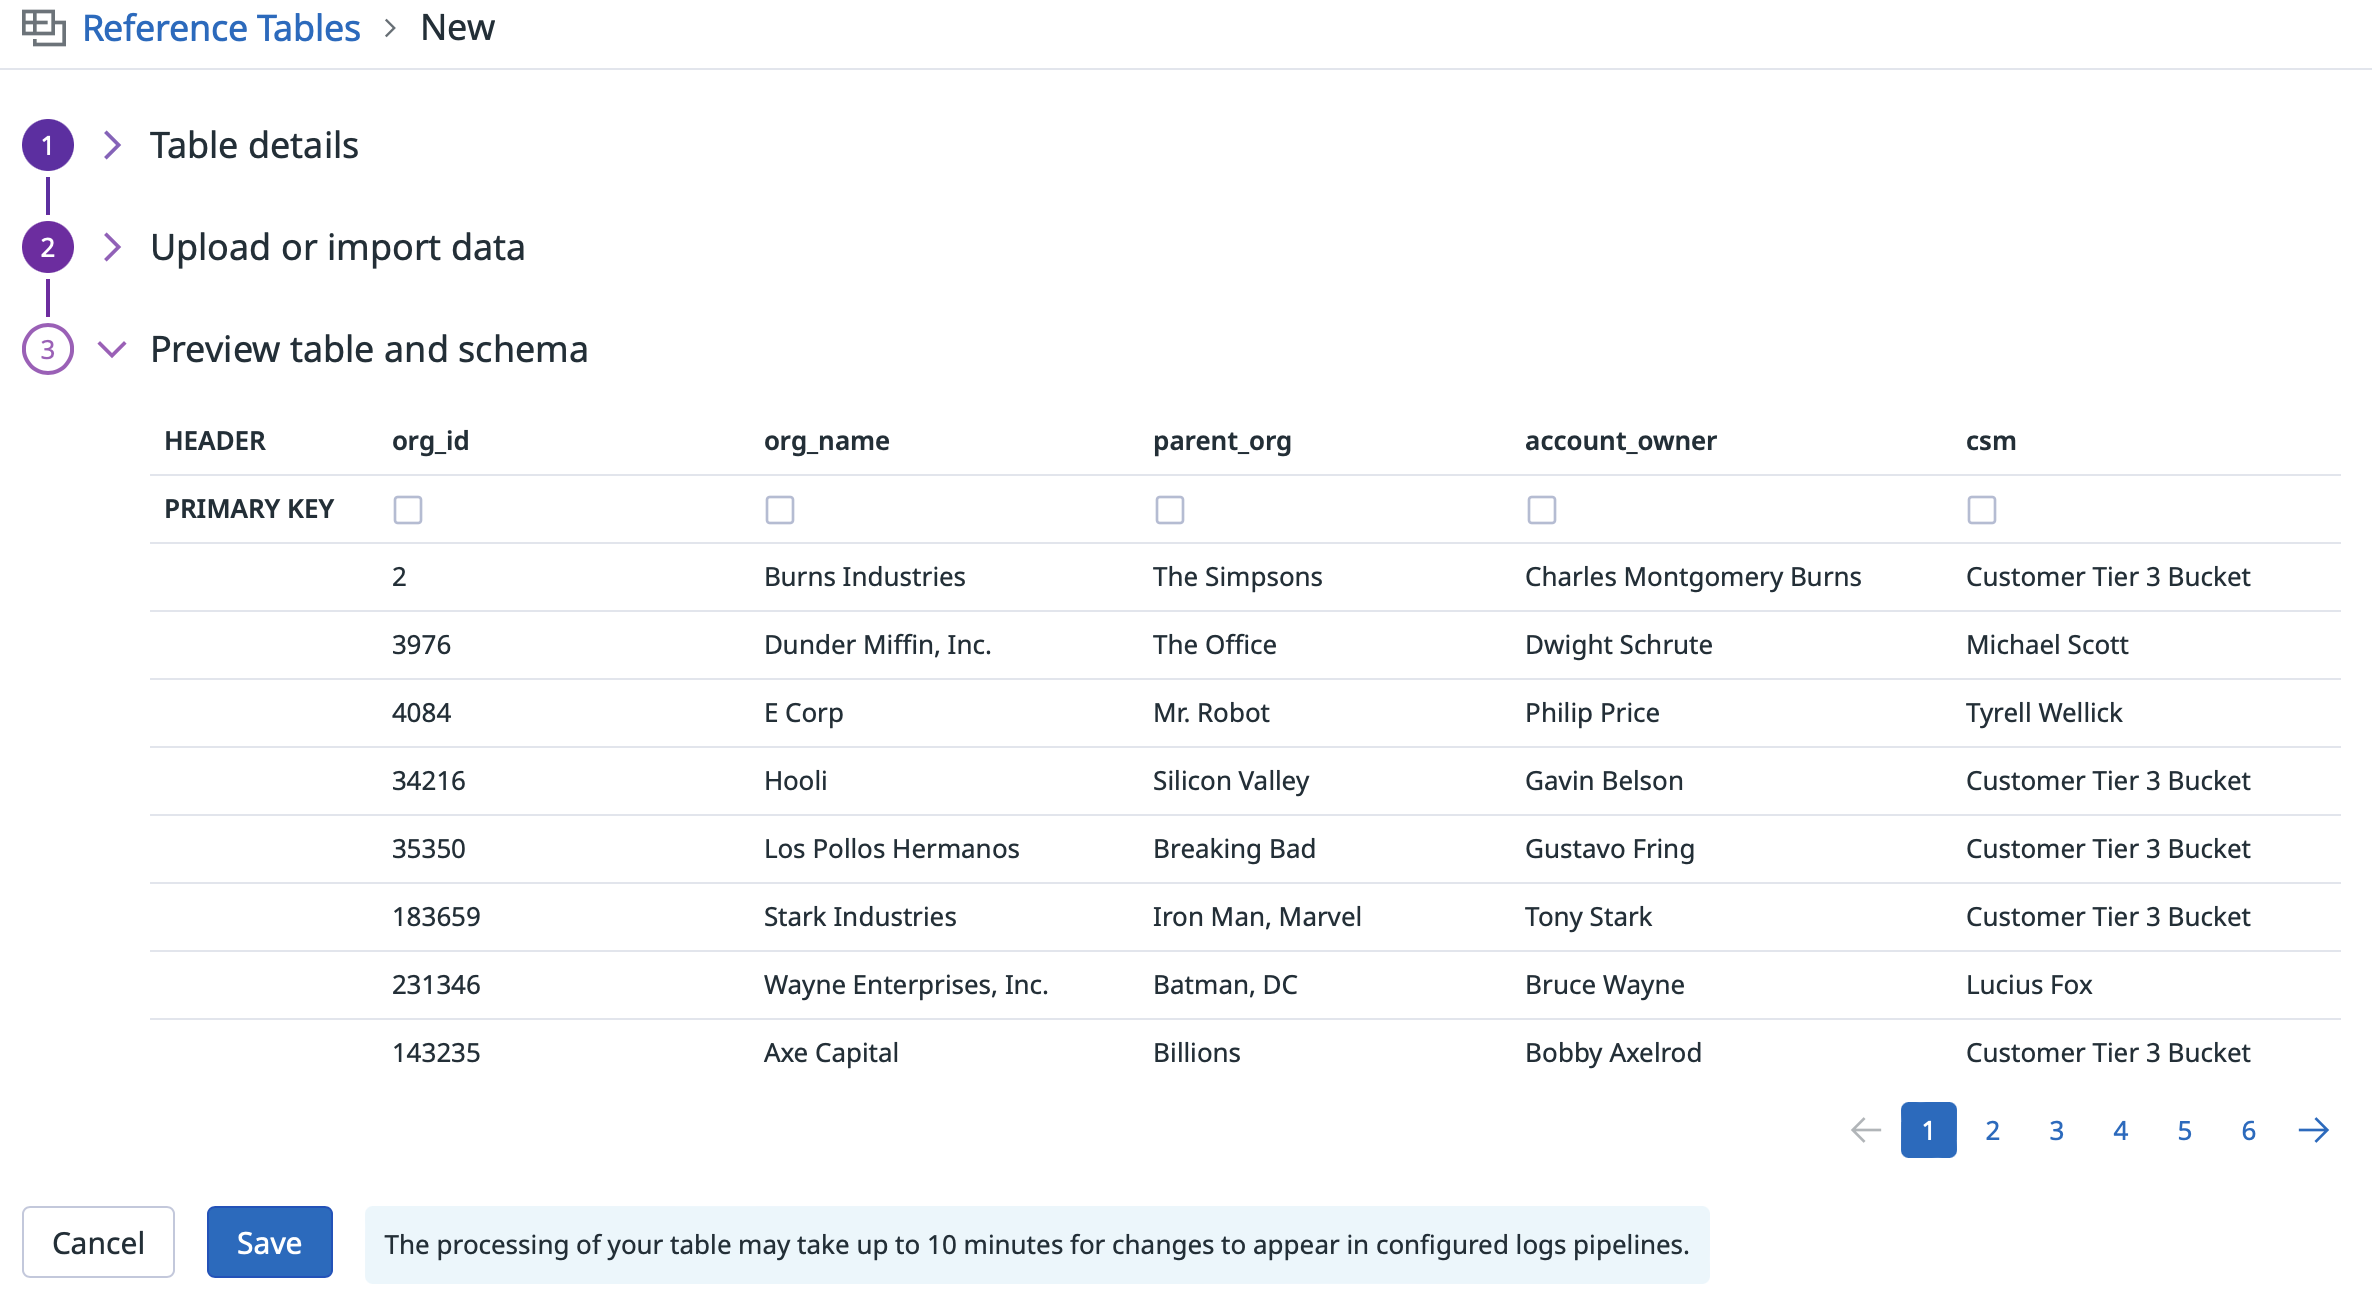 Reference Tables > New
1 > Table details
2 > Upload or import data
3 Preview table and schema
HEADER org_id org_name parent_org account_owner csm
PRIMARY KEY
2 Burns Industries The Simpsons Charles Montgomery Burns Customer Tier 3 Bucket
3976 Dunder Miffin, Inc. The Office Dwight Schrute Michael Scott
4084 E Corp Mr. Robot Philip Price Tyrell Wellick
34216 Hooli Silicon Valley Gavin Belson Customer Tier 3 Bucket
35350 Los Pollos Hermanos Breaking Bad Gustavo Fring Customer Tier 3 Bucket
183659 Stark Industries Iron Man, Marvel Tony Stark Customer Tier 3 Bucket
231346 Wayne Enterprises, Inc. Batman, DC Bruce Wayne Lucius Fox
143235 Axe Capital Billions Bobby Axelrod Customer Tier 3 Bucket
← 1 2 3 4 5 6 →
Cancel Save The processing of your table may take up to 10 minutes for changes to appear in configured logs pipelines.